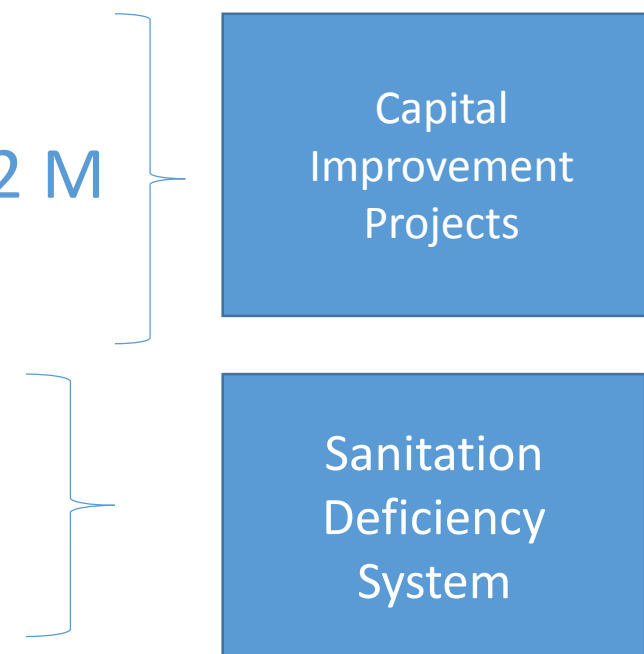 2 M
Capital
Improvement
Projects
Sanitation
Deficiency
System